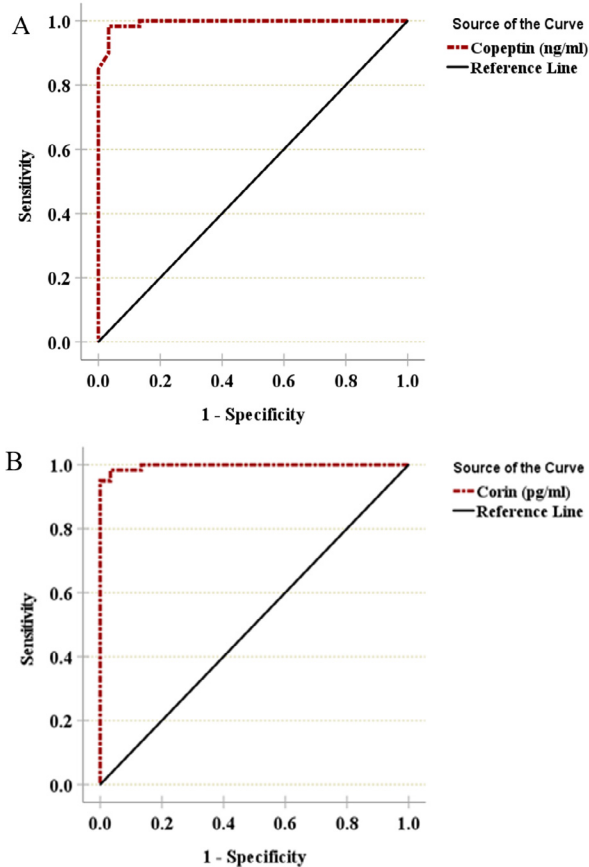 A
Source of the Curve
Copeptin (ng/ml)
Reference Line
Sensitivity
1.0
0.8
0.6
0.4
0.2
0.0
0.0 0.2 0.4 0.6 0.8 1.0
1 - Specificity
B
Source of the Curve
Corin (pg/ml)
Reference Line
Sensitivity
1.0
0.8
0.6
0.4
0.2
0.0
0.0 0.2 0.4 0.6 0.8 1.0
1 - Specificity